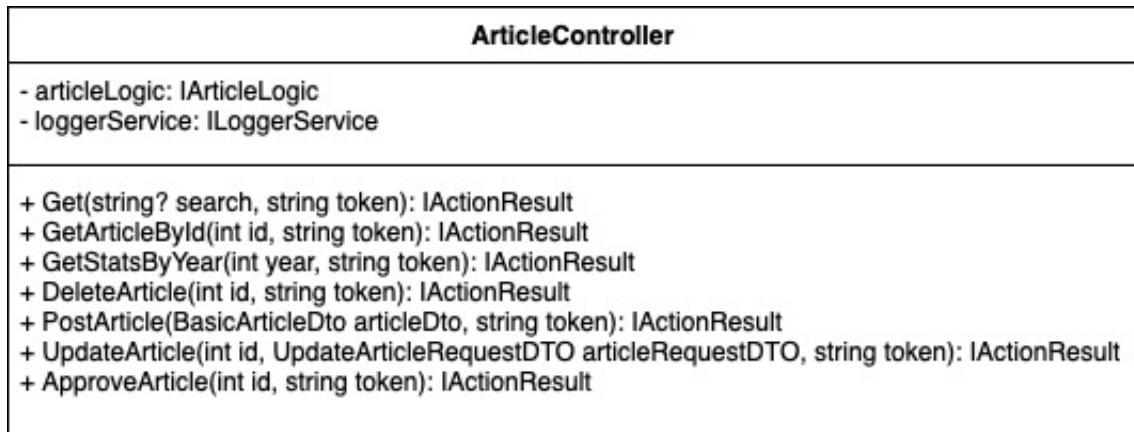 ArticleController
- articleLogic: IArticleLogic
- loggerService: ILoggerService
+ Get(string? search, string token): IActionResult
+ GetArticleById(int id, string token): IActionResult
+ GetStatsByYear(int year, string token): IActionResult
+ DeleteArticle(int id, string token): IActionResult
+ PostArticle(BasicArticleDto articleDto, string token): IActionResult
+ UpdateArticle(int id, UpdateArticleRequestDTO articleRequestDTO, string token): IActionResult
+ ApproveArticle(int id, string token): IActionResult